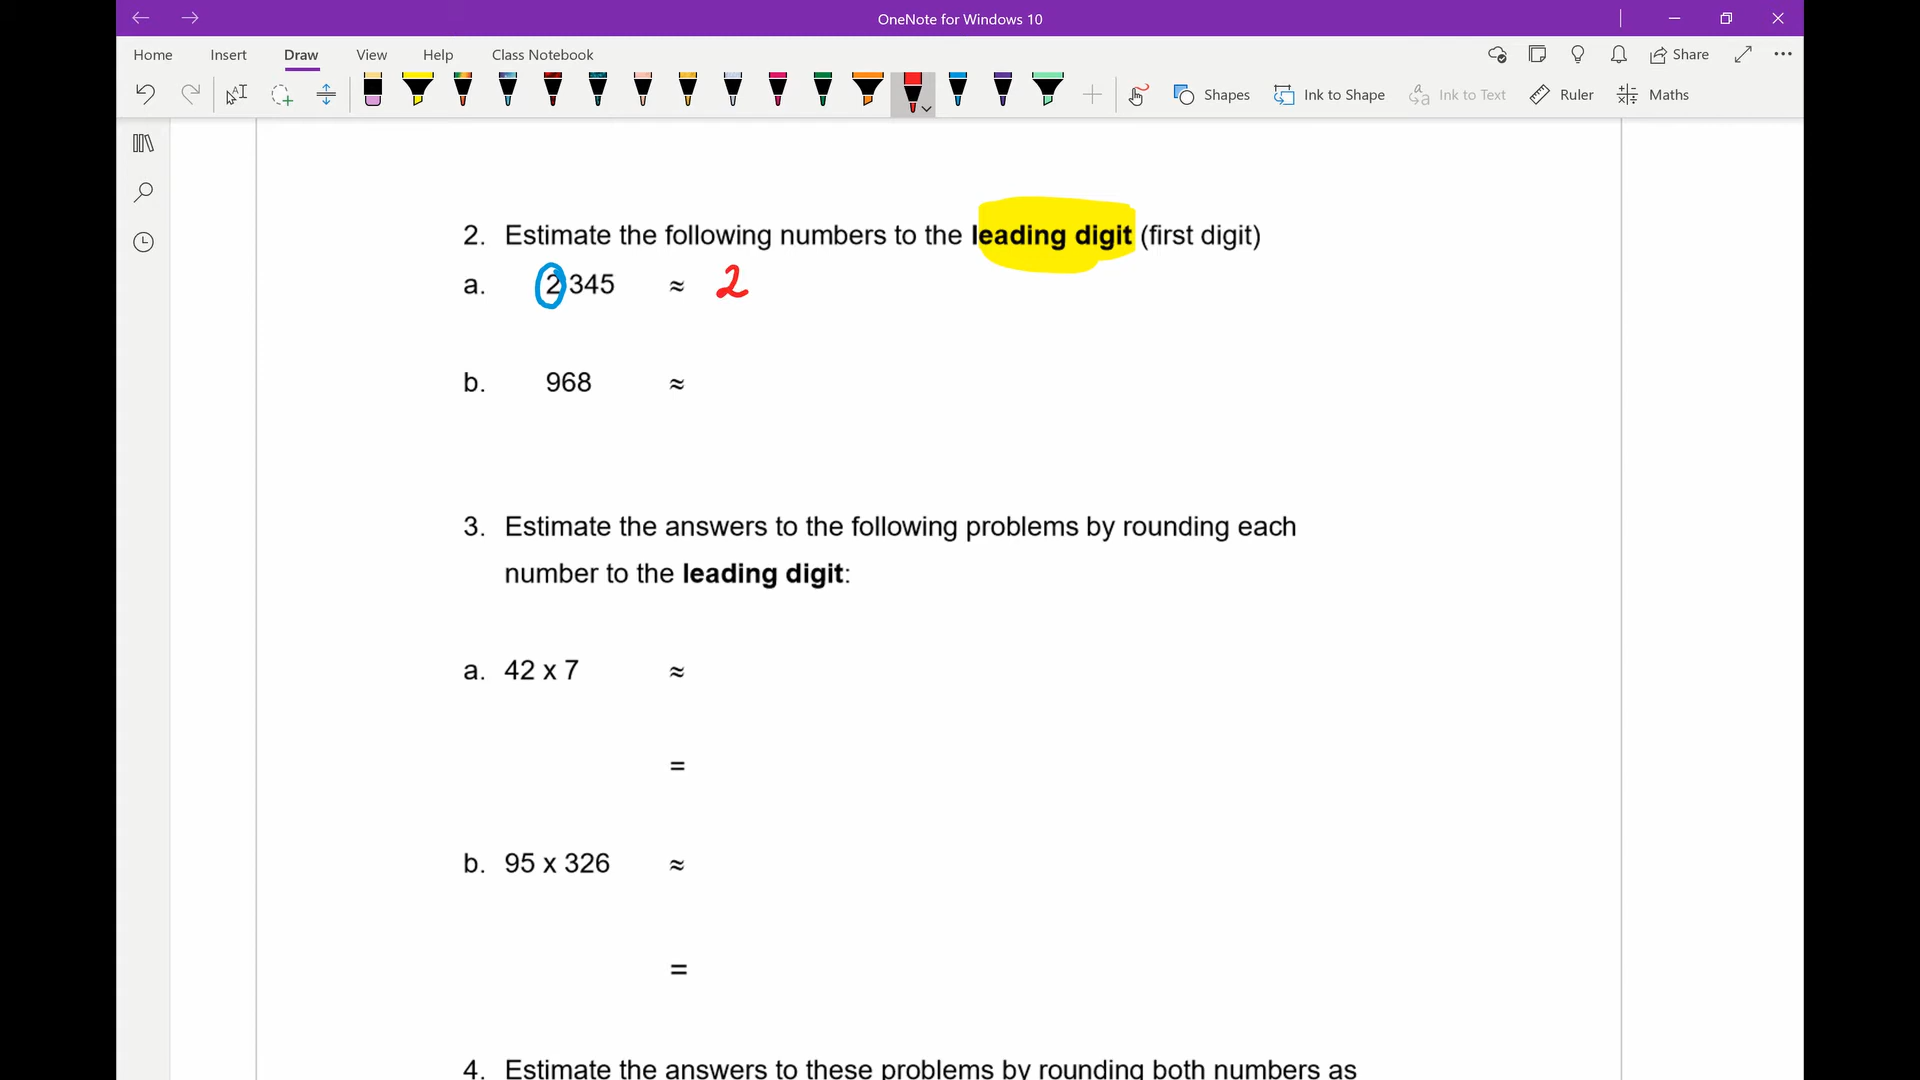 OneNote for Windows 10
Home Insert Draw View Help Class Notebook Share
Shapes Ink to Shape Ink to Text Ruler Maths
2. Estimate the following numbers to the leading digit (first digit)
a. 2 345 ≈ 2
b. 968 ≈
3. Estimate the answers to the following problems by rounding each
number to the leading digit:
a. 42 x 7 ≈
=
b. 95 x 326 ≈
=
4. Estimate the answers to these problems by rounding both numbers as